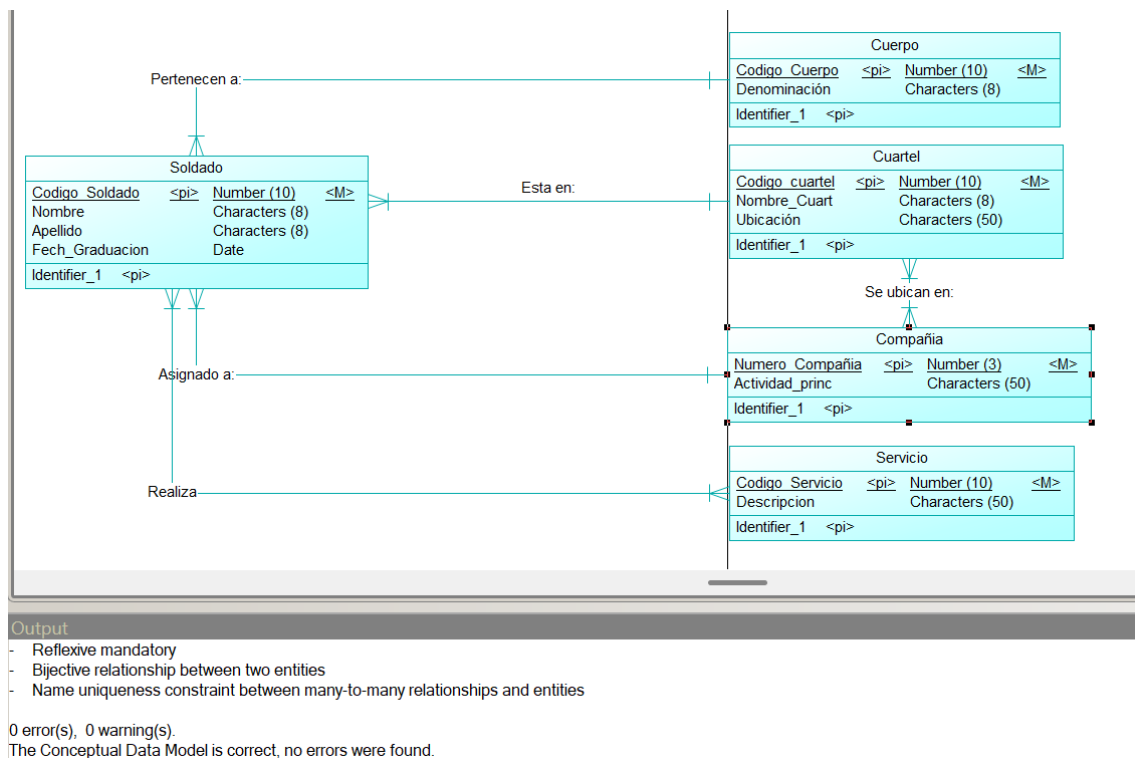 Cuerpo
Codigo_Cuerpo <pi> Number (10) <M>
Denominación Characters (8)
Identifier_1 <pi>
Pertenecen a:
Soldado
Codigo_Soldado <pi> Number (10) <M>
Nombre Characters (8)
Apellido Characters (8)
Fech_Graduacion Date
Identifier_1 <pi>
Esta en:
Cuartel
Codigo_cuartel <pi> Number (10) <M>
Nombre_Cuart Characters (8)
Ubicación Characters (50)
Identifier_1 <pi>
Se ubican en:
Compañia
Numero_Compañia <pi> Number (3) <M>
Actividad_princ Characters (50)
Identifier_1 <pi>
Asignado a:
Servicio
Codigo_Servicio <pi> Number (10) <M>
Descripcion Characters (50)
Identifier_1 <pi>
Realiza
Output
- Reflexive mandatory
- Bijective relationship between two entities
- Name uniqueness constraint between many-to-many relationships and entities
0 error(s), 0 warning(s).
The Conceptual Data Model is correct, no errors were found.